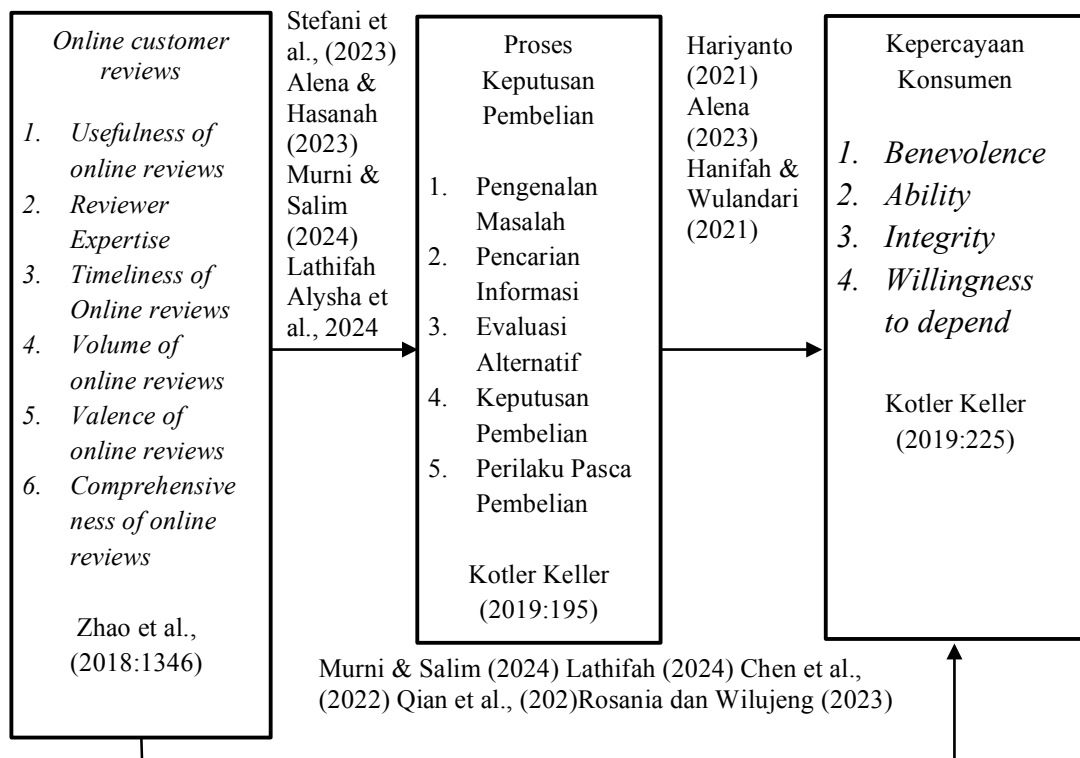 Online customer
reviews
1. Usefulness of
online reviews
2. Reviewer
Expertise
3. Timeliness of
Online reviews
4. Volume of
online reviews
5. Valence of
online reviews
6. Comprehensive
ness of online
reviews
Zhao et al.,
(2018:1346)
Stefani et
al., (2023)
Alena &
Hasanah
(2023)
Murni &
Salim
(2024)
Lathifah
Alysha et
al., 2024
Proses
Keputusan
Pembelian
1. Pengenalan
Masalah
2. Pencarian
Informasi
3. Evaluasi
Alternatif
4. Keputusan
Pembelian
5. Perilaku Pasca
Pembelian
Kotler Keller
(2019:195)
Hariyanto
(2021)
Alena
(2023)
Hanifah &
Wulandari
(2021)
Kepercayaan
Konsumen
1. Benevolence
2. Ability
3. Integrity
4. Willingness
to depend
Kotler Keller
(2019:225)
Murni & Salim (2024) Lathifah (2024) Chen et al.,
(2022) Qian et al., (202)Rosania dan Wilujeng (2023)